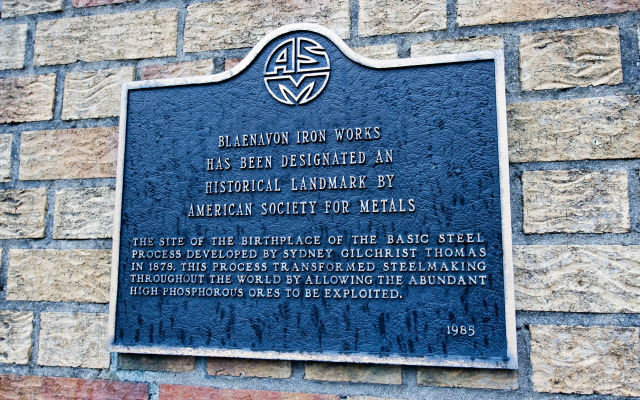 ASM
BLAENAVON IRON WORKS
HAS BEEN DESIGNATED AN
HISTORICAL LANDMARK BY
AMERICAN SOCIETY FOR METALS
THE SITE OF THE BIRTHPLACE OF THE BASIC STEEL
PROCESS DEVELOPED BY SYDNEY GILCHRIST THOMAS
IN 1878. THIS PROCESS TRANSFORMED STEELMAKING
THROUGHOUT THE WORLD BY ALLOWING THE ABUNDANT
HIGH PHOSPHOROUS ORES TO BE EXPLOITED.
1985